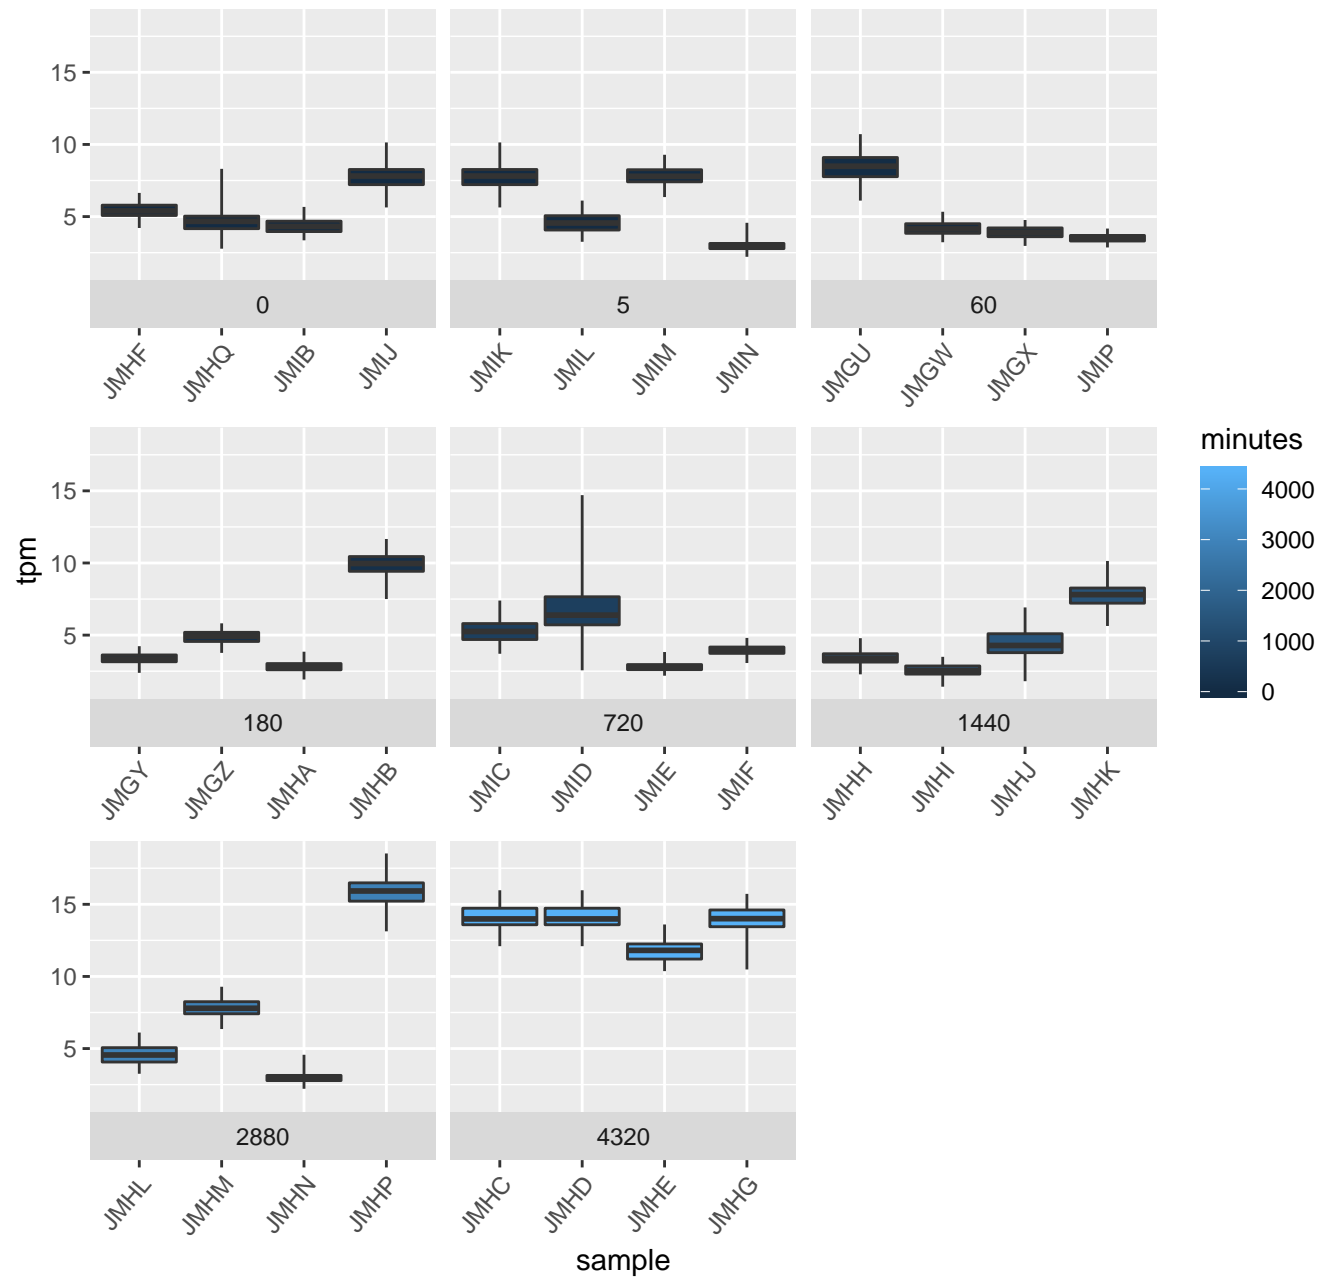 15
10
5
0
5
60
JMHF
JMHQ
JMIB
JMIJ
JMIK
JMIL
JMIM
JMIN
JMGU
JMGW
JMGX
JMIP
tpm
15
10
5
180
720
1440
JMGY
JMGZ
JMHA
JMHB
JMIC
JMID
JMIE
JMIF
JMHH
JMHI
JMHJ
JMHK
15
10
5
2880
4320
JMHL
JMHM
JMHN
JMHP
JMHC
JMHD
JMHE
JMHG
sample
minutes
4000
3000
2000
1000
0